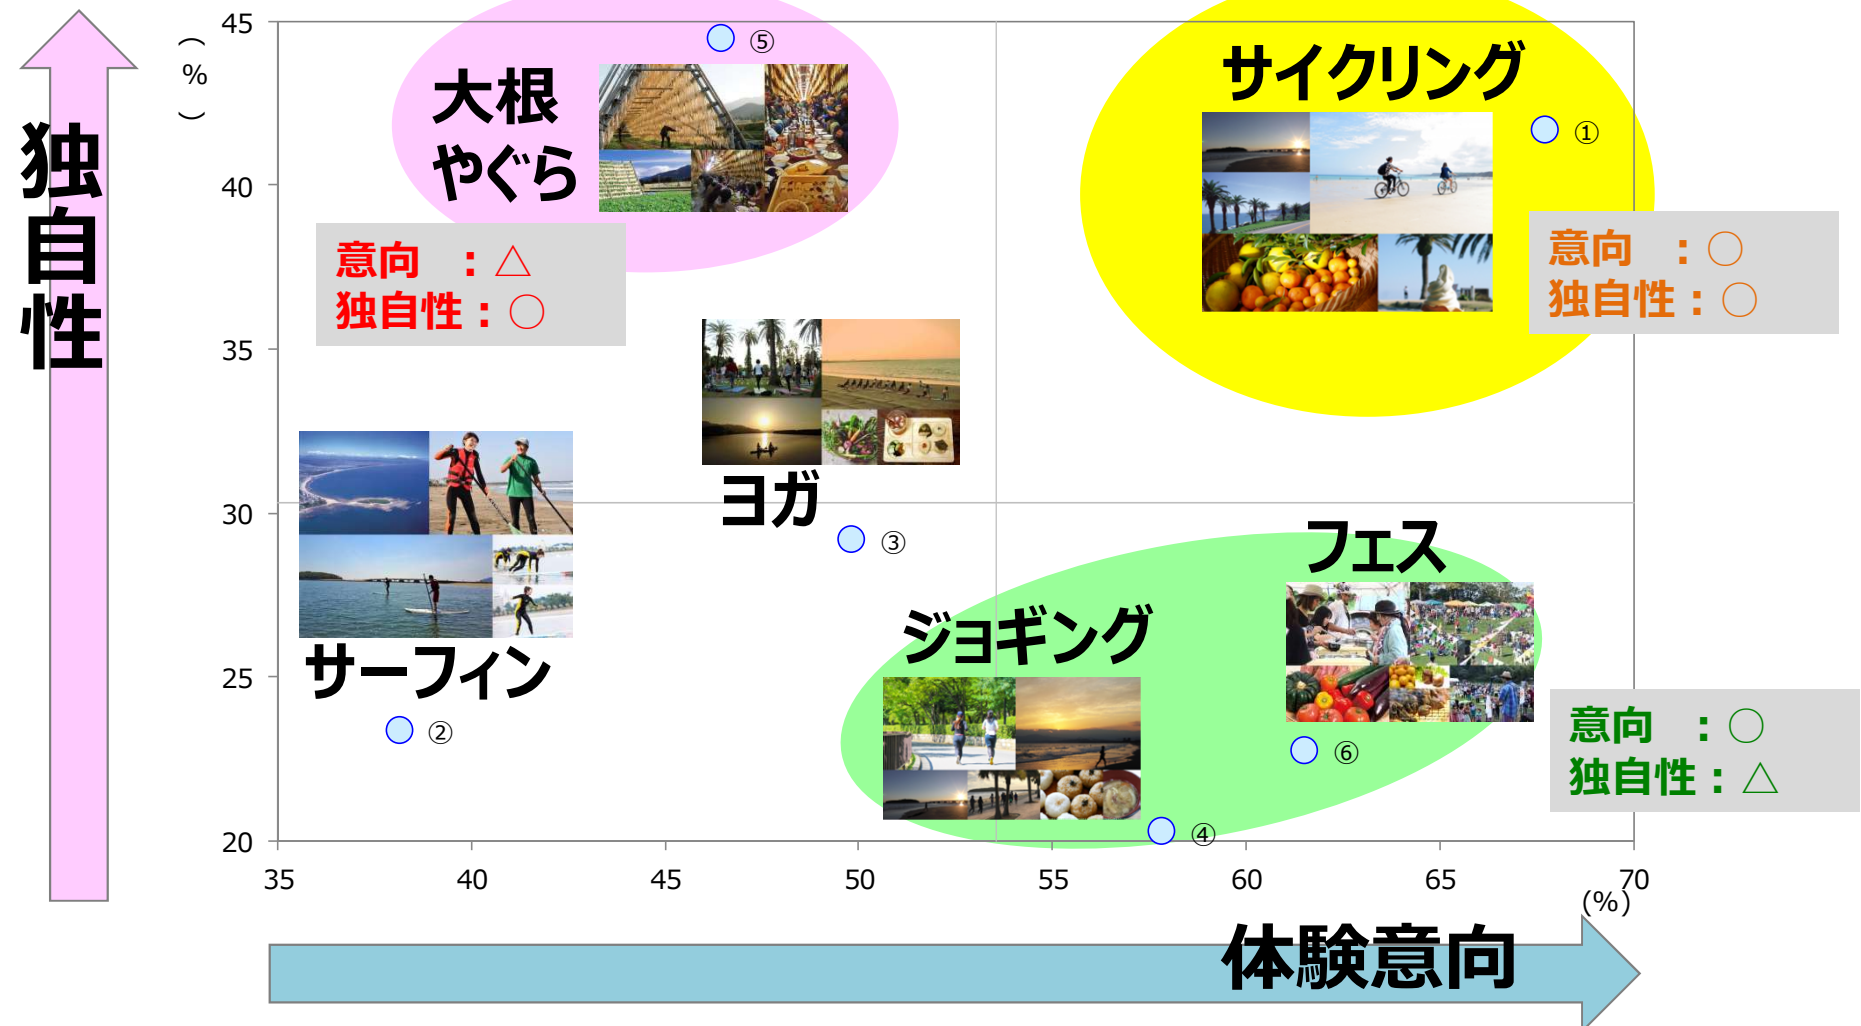 独自性
（%）
45
40
35
30
25
20
⑤
大根
やぐら
意向　：△
独自性：○
サイクリング
①
意向　：○
独自性：○
ヨガ
③
サーフィン
②
フェス
⑥
ジョギング
④
意向　：○
独自性：△
35
40
45
50
55
60
65
70
(%)
体験意向